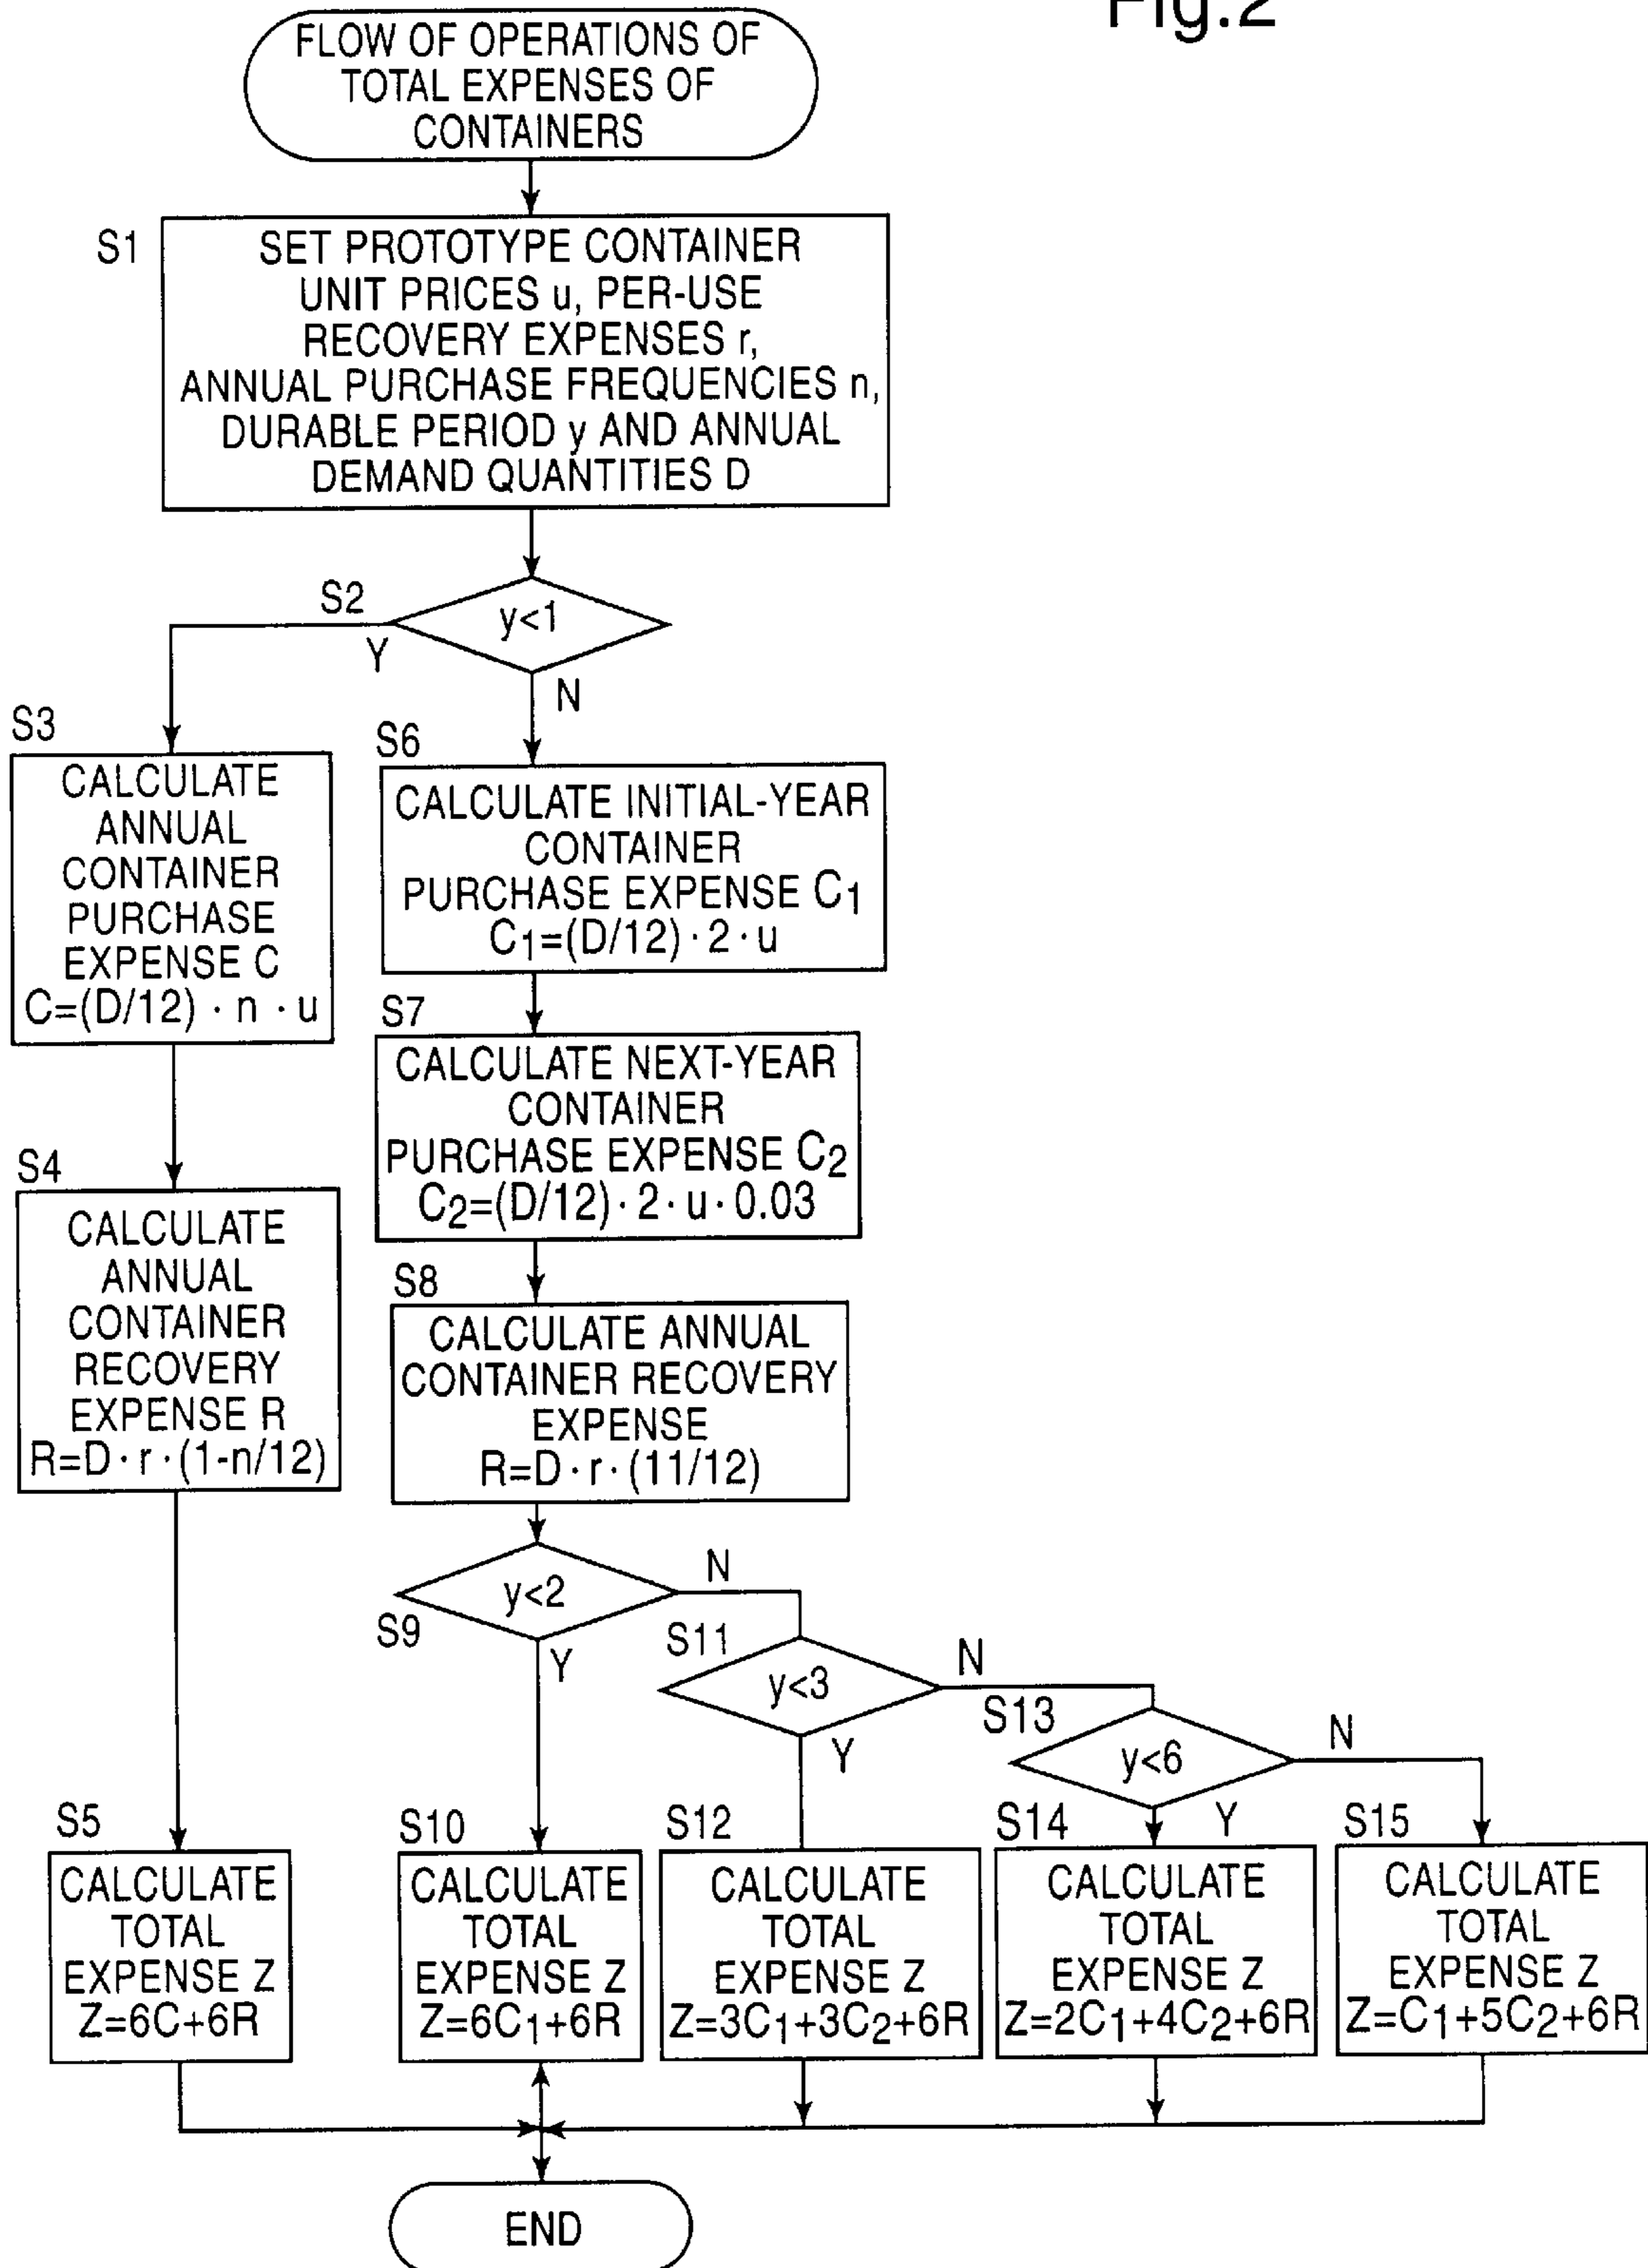 Fig.2
FLOW OF OPERATIONS OF
TOTAL EXPENSES OF
CONTAINERS
S1
SET PROTOTYPE CONTAINER
UNIT PRICES u, PER-USE
RECOVERY EXPENSES r,
ANNUAL PURCHASE FREQUENCIES n,
DURABLE PERIOD y AND ANNUAL
DEMAND QUANTITIES D
S2
y<1
Y
N
S3
CALCULATE
ANNUAL
CONTAINER
PURCHASE
EXPENSE C
C=(D/12) · n · u
S4
CALCULATE
ANNUAL
CONTAINER
RECOVERY
EXPENSE R
R=D · r · (1-n/12)
S5
CALCULATE
TOTAL
EXPENSE Z
Z=6C+6R
S6
CALCULATE INITIAL-YEAR
CONTAINER
PURCHASE EXPENSE C1
C1=(D/12) · 2 · u
S7
CALCULATE NEXT-YEAR
CONTAINER
PURCHASE EXPENSE C2
C2=(D/12) · 2 · u · 0.03
S8
CALCULATE ANNUAL
CONTAINER RECOVERY
EXPENSE
R=D · r · (11/12)
S9
y<2
N
Y
S10
CALCULATE
TOTAL
EXPENSE Z
Z=6C1+6R
S11
y<3
N
Y
S12
CALCULATE
TOTAL
EXPENSE Z
Z=3C1+3C2+6R
S13
y<6
N
Y
S14
CALCULATE
TOTAL
EXPENSE Z
Z=2C1+4C2+6R
S15
CALCULATE
TOTAL
EXPENSE Z
Z=C1+5C2+6R
END